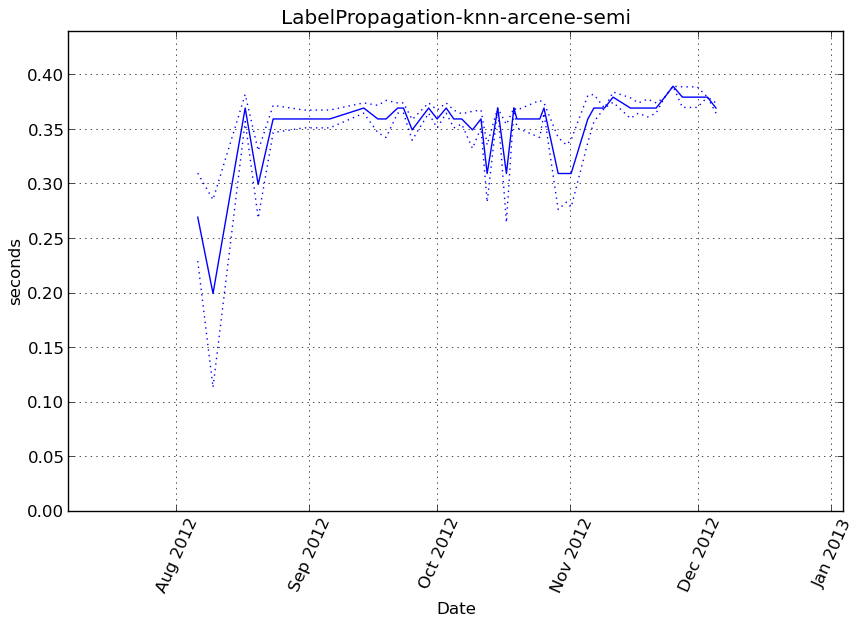 LabelPropagation-knn-arcene-semi
0.40
0.35
0.30
0.25
0.20
0.15
0.10
0.05
0.00
seconds
Aug 2012
Sep 2012
Oct 2012
Nov 2012
Dec 2012
Jan 2013
Date